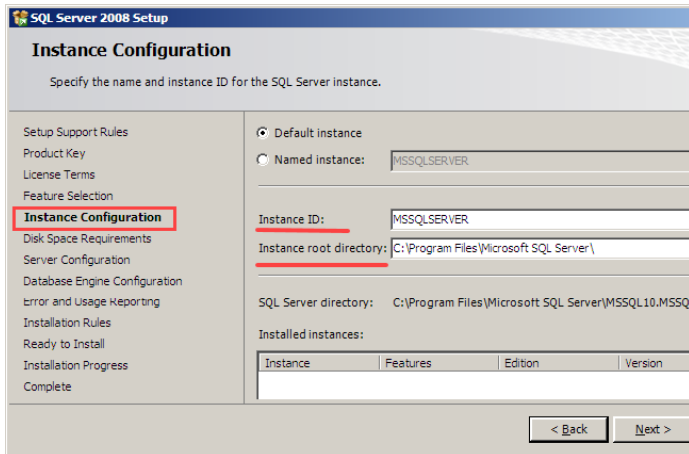 SQL Server 2008 Setup
Instance Configuration
Specify the name and instance ID for the SQL Server instance.
Setup Support Rules
Product Key
License Terms
Feature Selection
Instance Configuration
Disk Space Requirements
Server Configuration
Database Engine Configuration
Error and Usage Reporting
Installation Rules
Ready to Install
Installation Progress
Complete
Default instance
Named instance: MSSQLSERVER
Instance ID: MSSQLSERVER
Instance root directory: C:\Program Files\Microsoft SQL Server\
SQL Server directory: C:\Program Files\Microsoft SQL Server\MSSQL10.MSSQ
Installed instances:
Instance Features Edition Version
< Back Next >